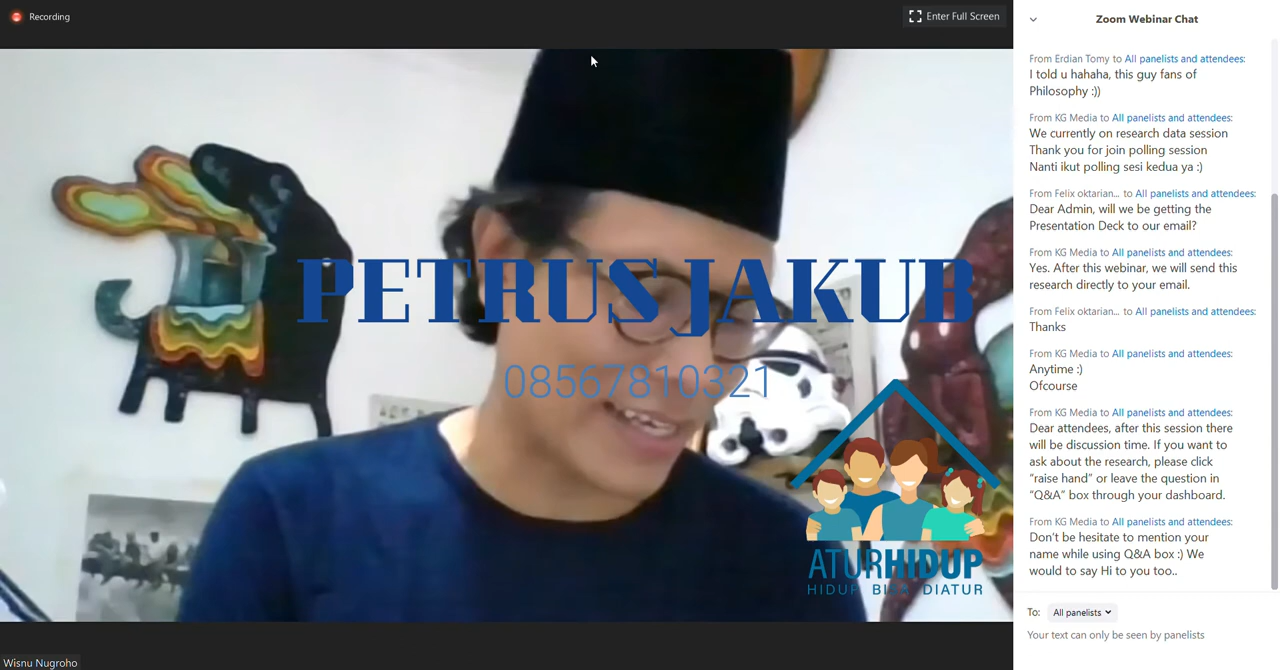 Recording
Enter Full Screen
PETRUS JAKUB
08567810321
ATURHIDUP
HIDUP BISA DIATUR
Wisnu Nugroho
Zoom Webinar Chat
From Erdian Tomy to All panelists and attendees:
I told u hahaha, this guy fans of
Philosophy :))
From KG Media to All panelists and attendees:
We currently on research data session
Thank you for join polling session
Nanti ikut polling sesi kedua ya :)
From Felix oktarian... to All panelists and attendees:
Dear Admin, will we be getting the
Presentation Deck to our email?
From KG Media to All panelists and attendees:
Yes. After this webinar, we will send this
research directly to your email.
From Felix oktarian... to All panelists and attendees:
Thanks
From KG Media to All panelists and attendees:
Anytime :)
Ofcourse
From KG Media to All panelists and attendees:
Dear attendees, after this session there
will be discussion time. If you want to
ask about the research, please click
“raise hand” or leave the question in
“Q&A” box through your dashboard.
From KG Media to All panelists and attendees:
Don't be hesitate to mention your
name while using Q&A box :) We
would to say Hi to you too..
To: All panelists
Your text can only be seen by panelists